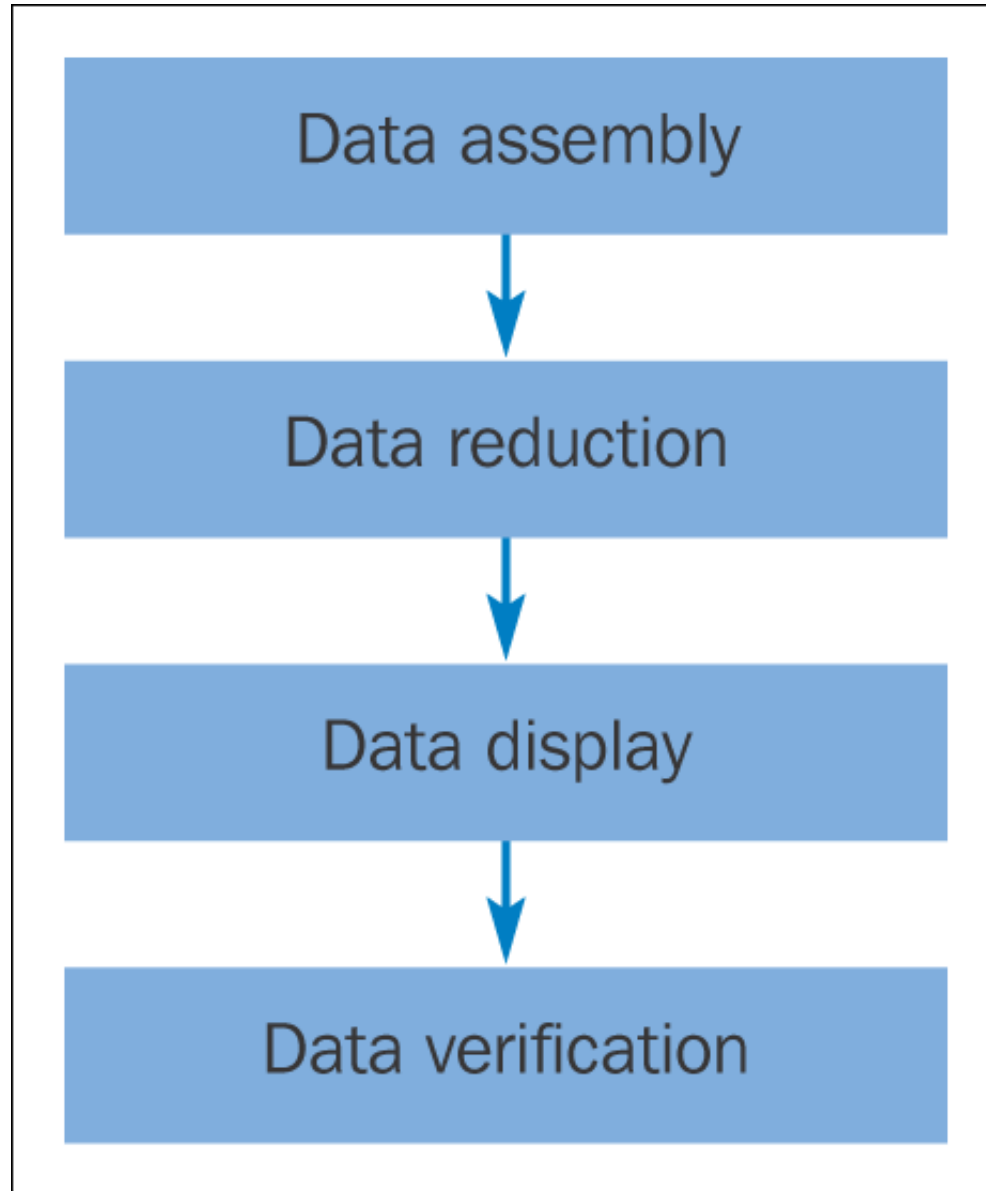 Data assembly
Data reduction
Data display
Data verification